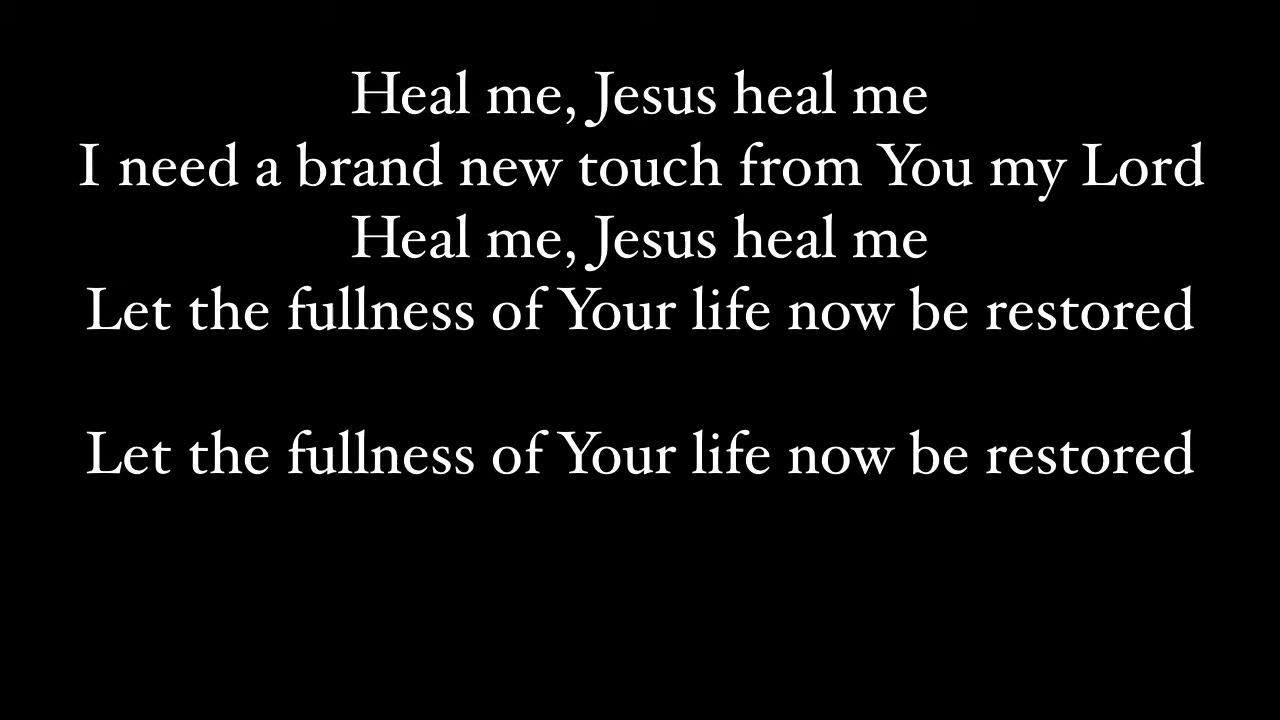 Heal me, Jesus heal me
I need a brand new touch from You my Lord
Heal me, Jesus heal me
Let the fullness of Your life now be restored
Let the fullness of Your life now be restored